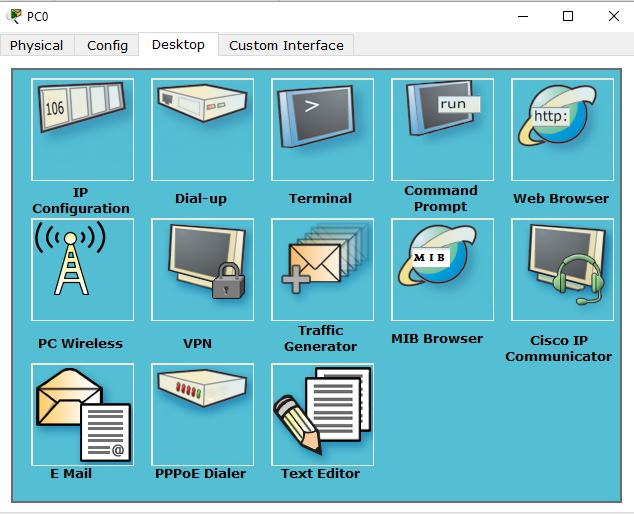 PC0
Physical Config Desktop Custom Interface
106
>
run
http:
IP
Configuration
Dial-up
Terminal
Command
Prompt
Web Browser
MIB
PC Wireless
VPN
Traffic
Generator
MIB Browser
Cisco IP
Communicator
@
E Mail
PPPoE Dialer
Text Editor